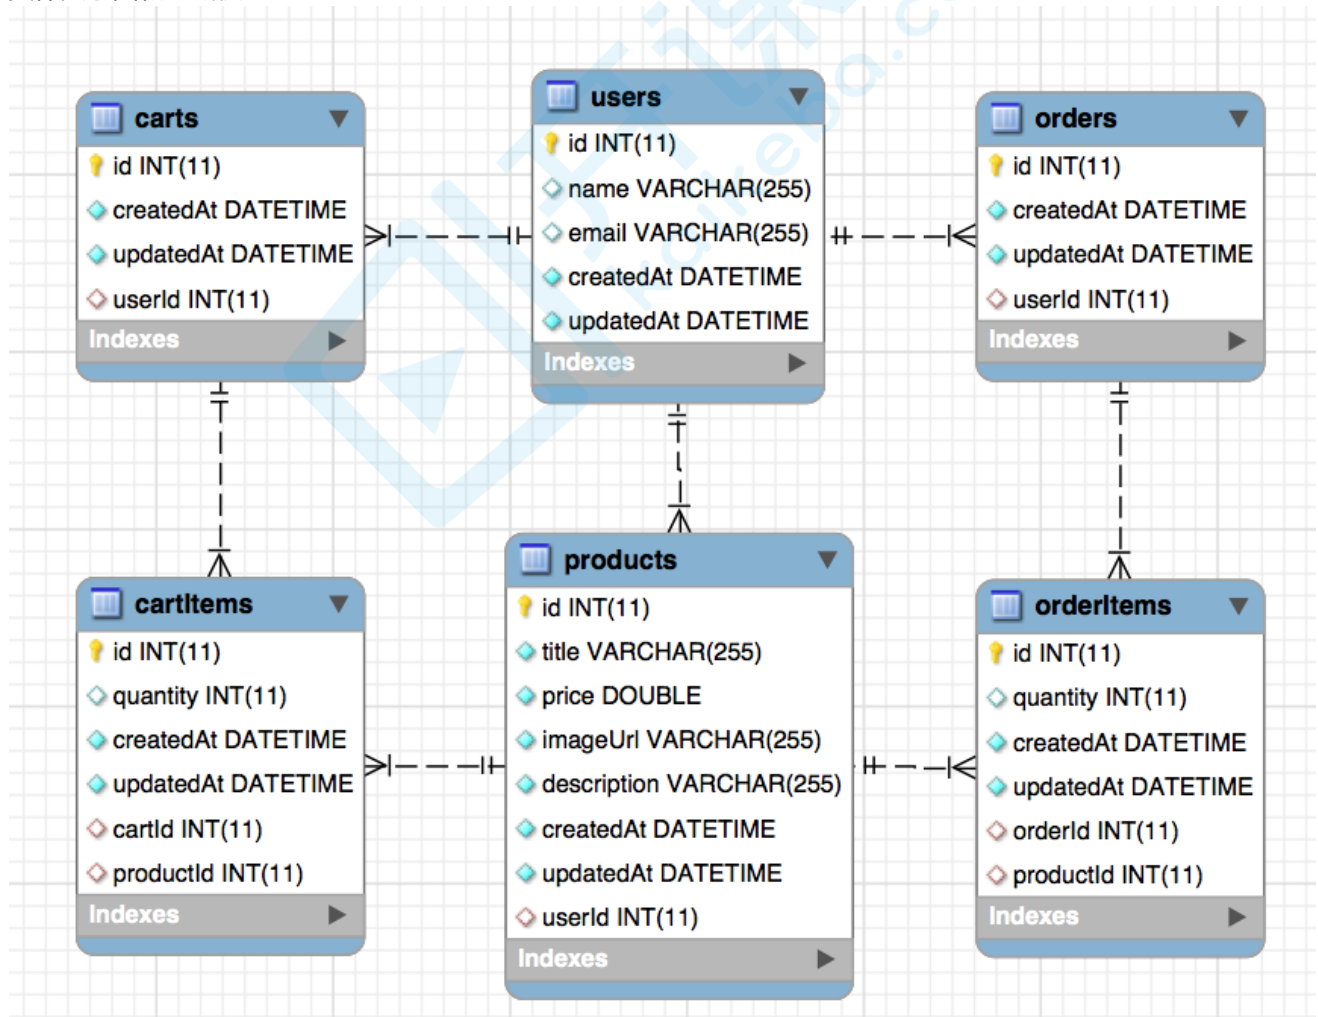 carts
id INT(11)
createdAt DATETIME
updatedAt DATETIME
userId INT(11)
Indexes
users
id INT(11)
name VARCHAR(255)
email VARCHAR(255)
createdAt DATETIME
updatedAt DATETIME
Indexes
orders
id INT(11)
createdAt DATETIME
updatedAt DATETIME
userId INT(11)
Indexes
cartItems
id INT(11)
quantity INT(11)
createdAt DATETIME
updatedAt DATETIME
cartId INT(11)
productId INT(11)
Indexes
products
id INT(11)
title VARCHAR(255)
price DOUBLE
imageUrl VARCHAR(255)
description VARCHAR(255)
createdAt DATETIME
updatedAt DATETIME
userId INT(11)
Indexes
orderItems
id INT(11)
quantity INT(11)
createdAt DATETIME
updatedAt DATETIME
orderId INT(11)
productId INT(11)
Indexes